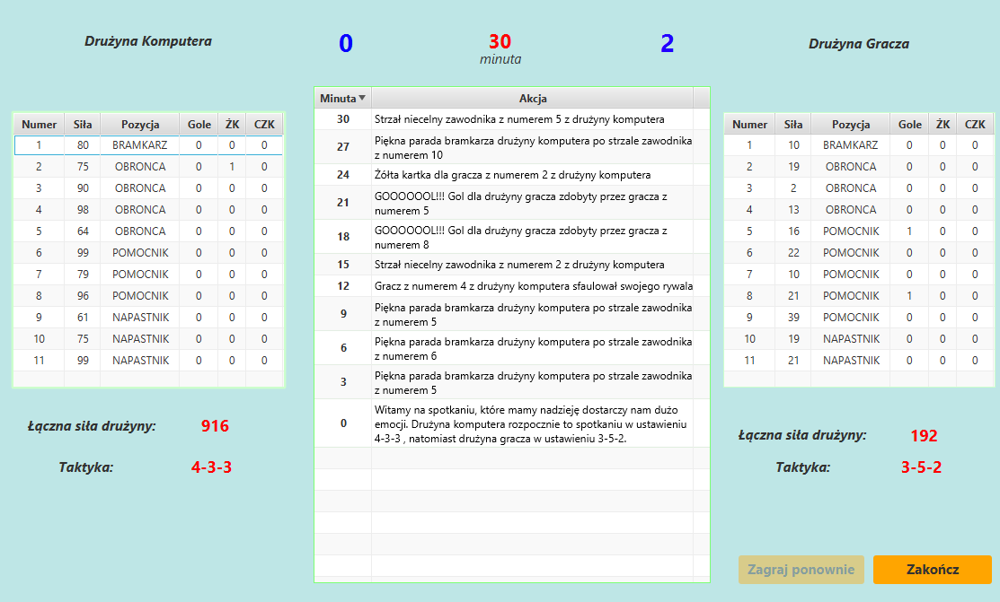 Drużyna Komputera
0
30
minuta
2
Drużyna Gracza
Numer Siła Pozycja Gole ŻK CZK
1 80 BRAMKARZ 0 0 0
2 75 OBRONCA 0 1 0
3 90 OBRONCA 0 0 0
4 98 OBRONCA 0 0 0
5 64 OBRONCA 0 0 0
6 99 POMOCNIK 0 0 0
7 79 POMOCNIK 0 0 0
8 96 POMOCNIK 0 0 0
9 61 NAPASTNIK 0 0 0
10 75 NAPASTNIK 0 0 0
11 99 NAPASTNIK 0 0 0
Łączna siła drużyny: 916
Taktyka: 4-3-3
Minuta Akcja
30 Strzał niecelny zawodnika z numerem 5 z drużyny komputera
27 Piękna parada bramkarza drużyny komputera po strzale zawodnika
z numerem 10
24 Żółta kartka dla gracza z numerem 2 z drużyny komputera
21 GOOOOOOL!!! Gol dla drużyny gracza zdobyty przez gracza z
numerem 5
18 GOOOOOOL!!! Gol dla drużyny gracza zdobyty przez gracza z
numerem 8
15 Strzał niecelny zawodnika z numerem 2 z drużyny komputera
12 Gracz z numerem 4 z drużyny komputera sfaulował swojego rywala
9 Piękna parada bramkarza drużyny komputera po strzale zawodnika
z numerem 5
6 Piękna parada bramkarza drużyny komputera po strzale zawodnika
z numerem 6
3 Piękna parada bramkarza drużyny komputera po strzale zawodnika
z numerem 5
0 Witamy na spotkaniu, które mamy nadzieję dostarczy nam dużo
emocji. Drużyna komputera rozpocznie to spotkaniu w ustawieniu
4-3-3 , natomiast drużyna gracza w ustawieniu 3-5-2.
Numer Siła Pozycja Gole ŻK CZK
1 10 BRAMKARZ 0 0 0
2 19 OBRONCA 0 0 0
3 2 OBRONCA 0 0 0
4 13 OBRONCA 0 0 0
5 16 POMOCNIK 1 0 0
6 22 POMOCNIK 0 0 0
7 10 POMOCNIK 0 0 0
8 21 POMOCNIK 1 0 0
9 39 POMOCNIK 0 0 0
10 19 NAPASTNIK 0 0 0
11 21 NAPASTNIK 0 0 0
Łączna siła drużyny: 192
Taktyka: 3-5-2
Zagraj ponownie
Zakończ